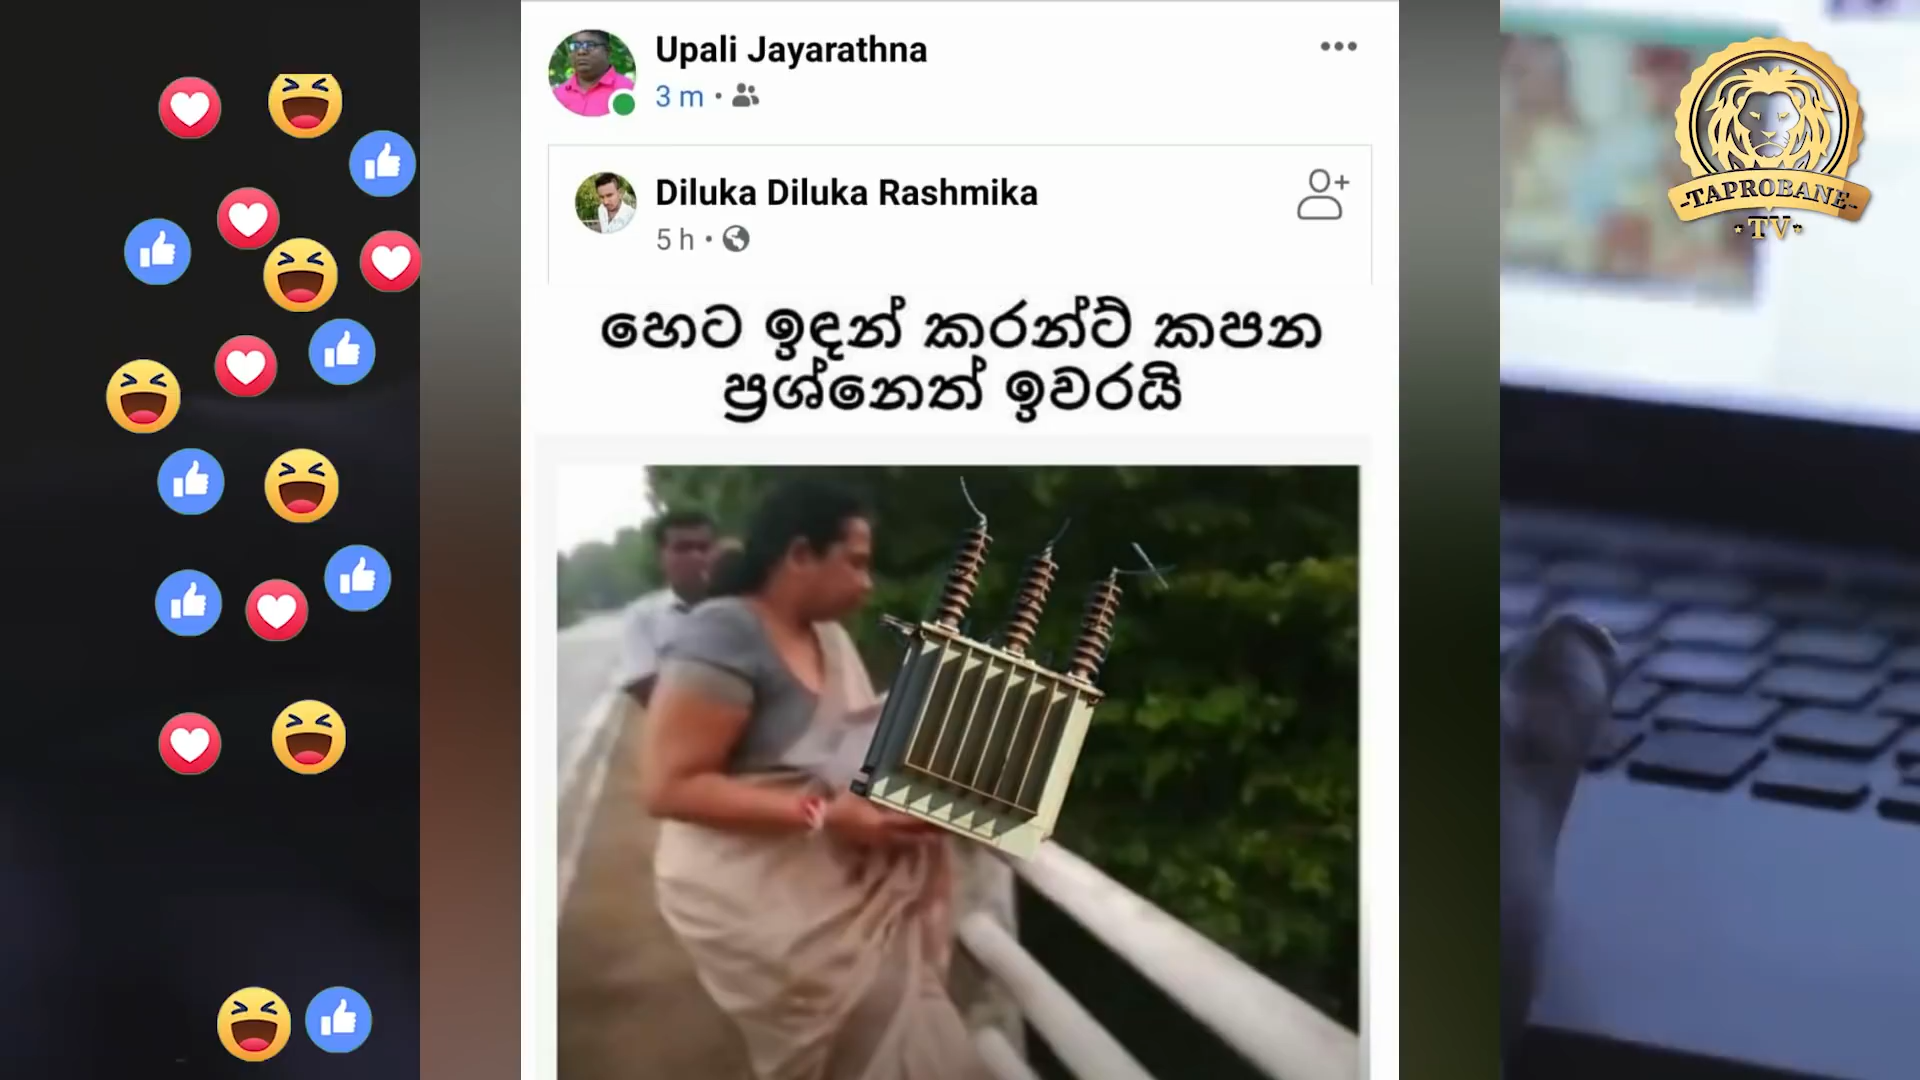 Upali Jayarathna
3 m
Diluka Diluka Rashmika
5 h
හෙට ඉඳන් කරන්ට් කපන
ප්‍රශ්නෙත් ඉවරයි
-TAPROBANE-
TV